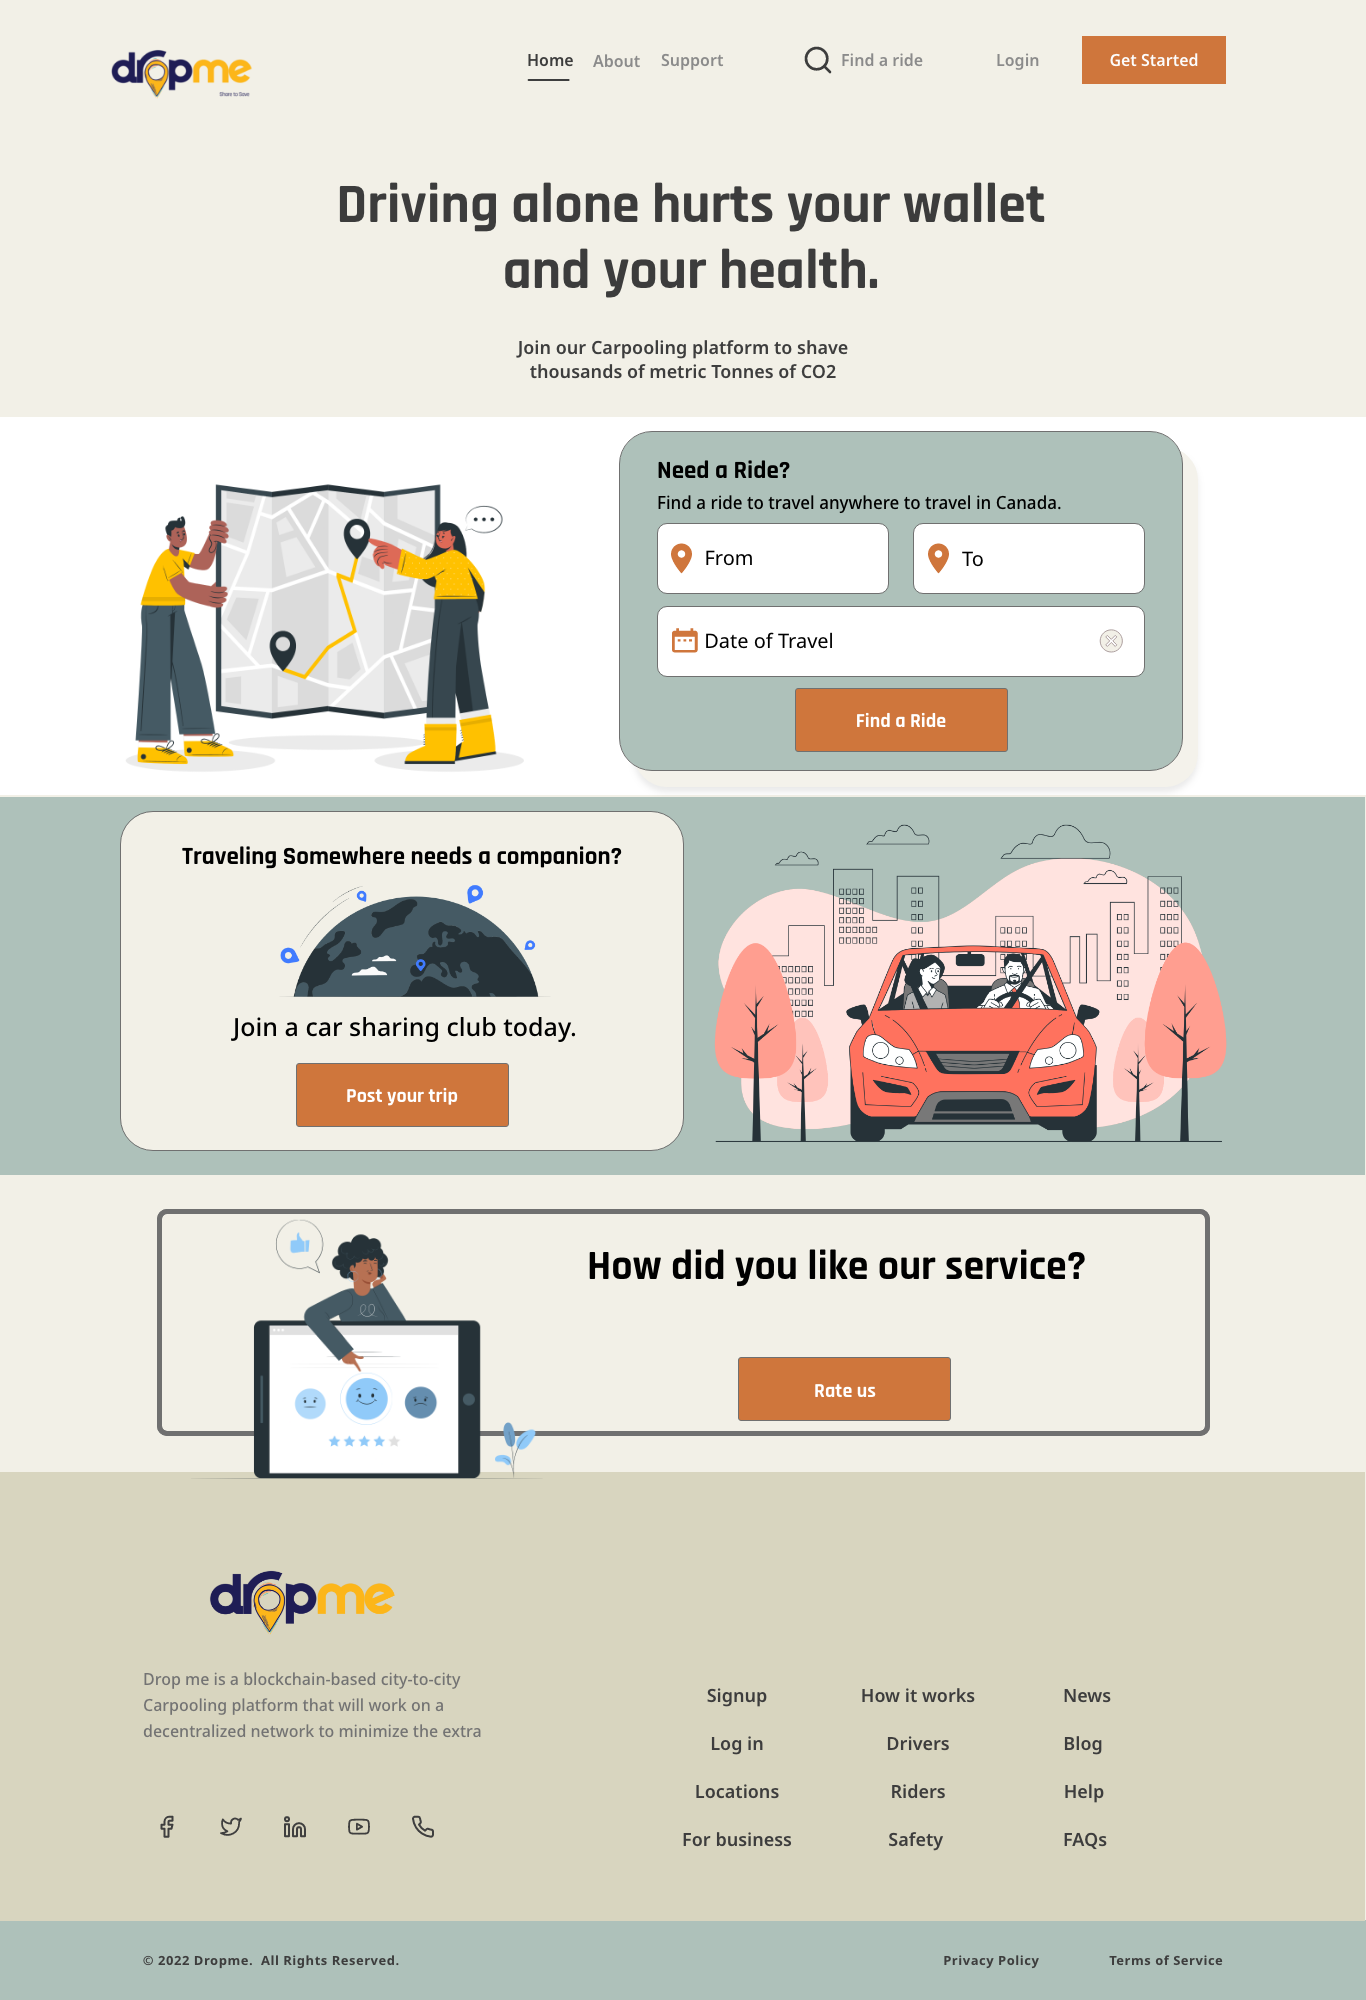 dropme
Share to Save
Home
About
Support
Find a ride
Login
Get Started
Driving alone hurts your wallet
and your health.
Join our Carpooling platform to shave
thousands of metric Tonnes of CO2
Need a Ride?
Find a ride to travel anywhere to travel in Canada.
From
To
Date of Travel
Find a Ride
Traveling Somewhere needs a companion?
Join a car sharing club today.
Post your trip
How did you like our service?
Rate us
dropme
Drop me is a blockchain-based city-to-city
Carpooling platform that will work on a
decentralized network to minimize the extra
Signup
How it works
News
Log in
Drivers
Blog
Locations
Riders
Help
For business
Safety
FAQs
© 2022 Dropme.  All Rights Reserved.
Privacy Policy
Terms of Service